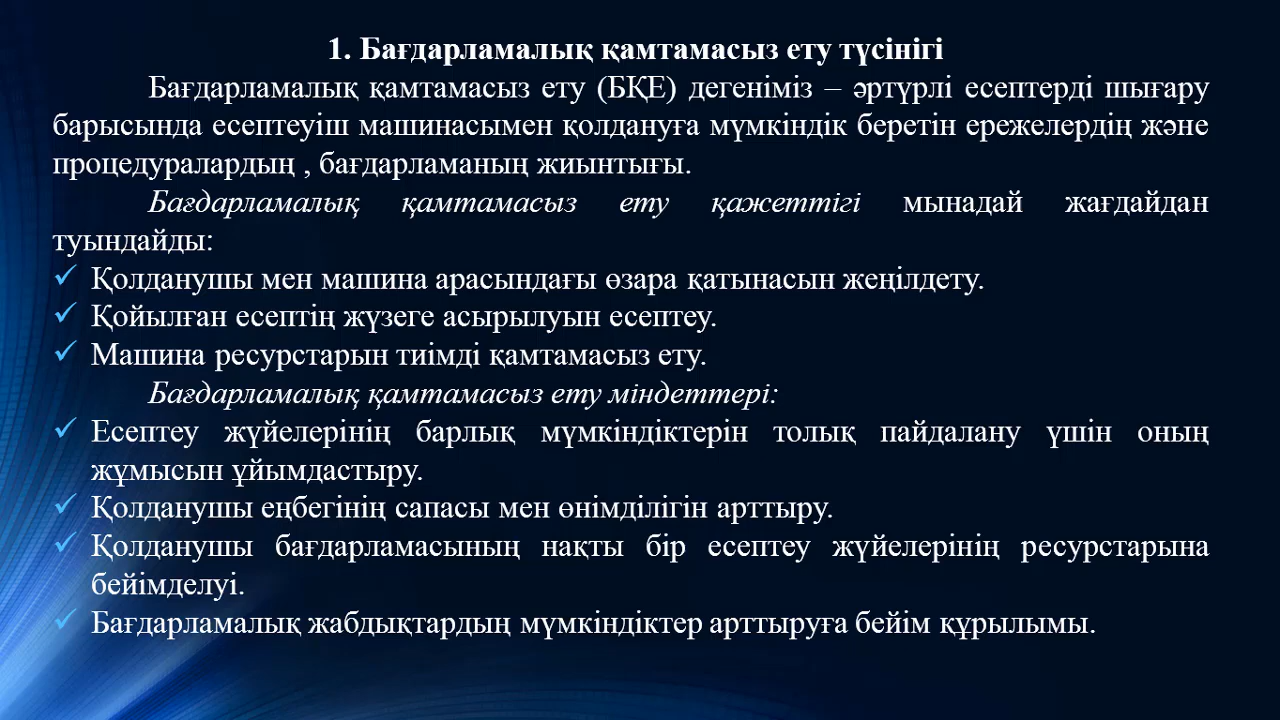 1. Бағдарламалық қамтамасыз ету түсінігі
Бағдарламалық қамтамасыз ету (БҚЕ) дегеніміз – әртүрлі есептерді шығару
барысында есептеуіш машинасымен қолдануға мүмкіндік беретін ережелердің және
процедуралардың , бағдарламаның жиынтығы.
Бағдарламалық қамтамасыз ету қажеттігі мынадай жағдайдан
туындайды:
✓ Қолданушы мен машина арасындағы өзара қатынасын жеңілдету.
✓ Қойылған есептің жүзеге асырылуын есептеу.
✓ Машина ресурстарын тиімді қамтамасыз ету.
Бағдарламалық қамтамасыз ету міндеттері:
✓ Есептеу жүйелерінің барлық мүмкіндіктерін толық пайдалану үшін оның
жұмысын ұйымдастыру.
✓ Қолданушы еңбегінің сапасы мен өнімділігін арттыру.
✓ Қолданушы бағдарламасының нақты бір есептеу жүйелерінің ресурстарына
бейімделуі.
✓ Бағдарламалық жабдықтардың мүмкіндіктер арттыруға бейім құрылымы.